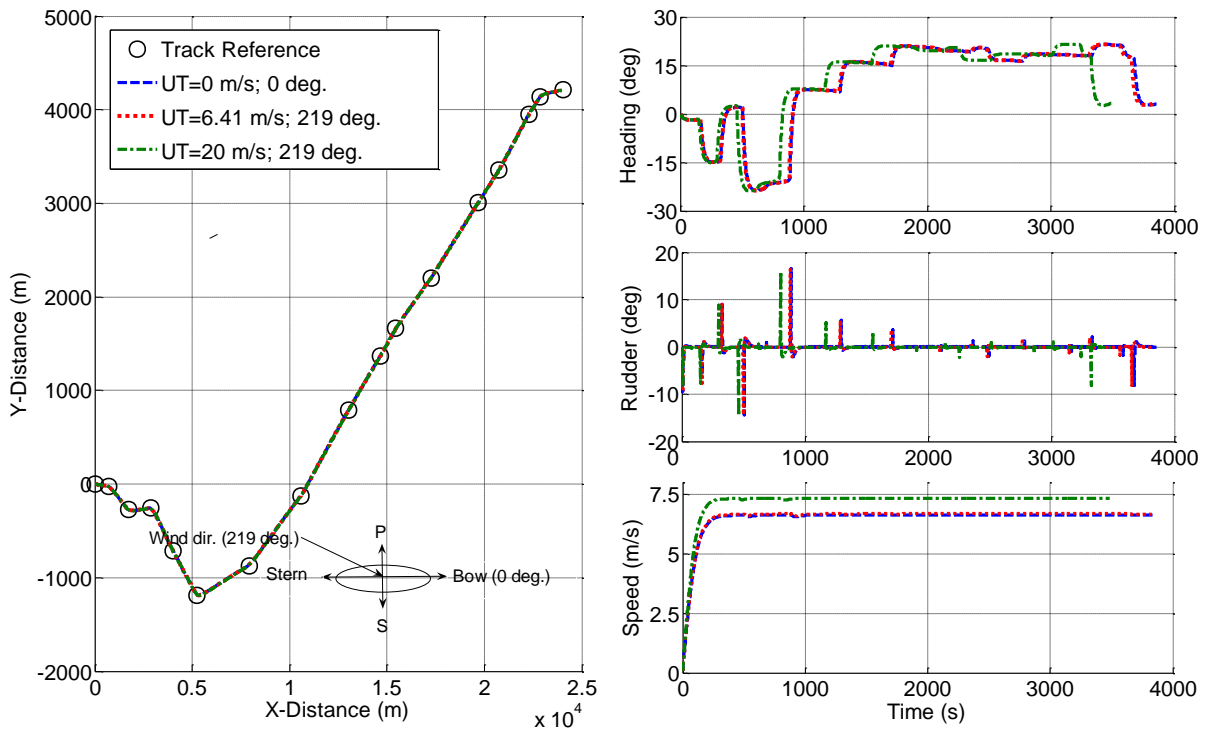 5000
4000
3000
2000
1000
0
-1000
-2000
Y-Distance (m)
Track Reference
UT=0 m/s; 0 deg.
UT=6.41 m/s; 219 deg.
UT=20 m/s; 219 deg.
Wind dir. (219 deg.)
P
Stern
Bow (0 deg.)
S
0 0.5 1 1.5 2 2.5
x 10^4
X-Distance (m)
30
15
0
-15
-30
Heading (deg)
0 1000 2000 3000 4000
20
10
0
-10
-20
Rudder (deg)
0 1000 2000 3000 4000
7.5
5
2.5
0
Speed (m/s)
0 1000 2000 3000 4000
Time (s)